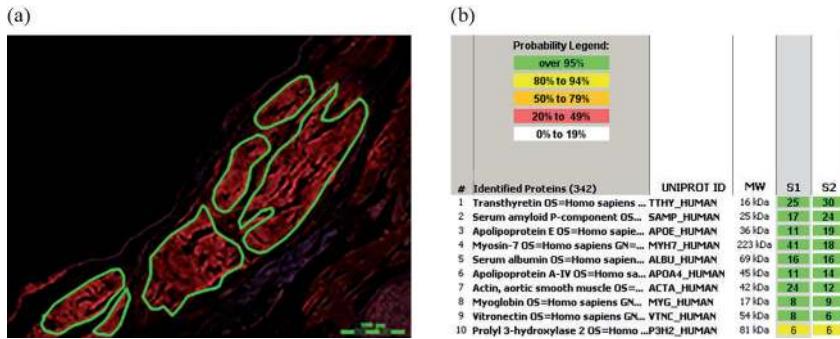 (a)
(b)
Probability Legend:
over 95%
80% to 94%
50% to 79%
20% to 49%
0% to 19%
# Identified Proteins (342) UNIPROT ID MW S1 S2
1 Transthyretin OS=Homo sapiens ... TTHY_HUMAN 16 kDa 25 30
2 Serum amyloid P-component OS... SAMP_HUMAN 25 kDa 17 24
3 Apolipoprotein E OS=Homo sapie... APOE_HUMAN 36 kDa 11 19
4 Myosin-7 OS=Homo sapiens GN=... MYH7_HUMAN 223 kDa 41 18
5 Serum albumin OS=Homo sapien... ALBU_HUMAN 69 kDa 16 16
6 Apolipoprotein A-IV OS=Homo sa... APOA4_HUMAN 45 kDa 11 14
7 Actin, aortic smooth muscle OS=... ACTA_HUMAN 42 kDa 24 12
8 Myoglobin OS=Homo sapiens GN... MYG_HUMAN 17 kDa 8 9
9 Vitronectin OS=Homo sapiens GN... VTNC_HUMAN 54 kDa 8 6
10 Prolyl 3-hydroxylase 2 OS=Homo ... P3H2_HUMAN 81 kDa 6 6